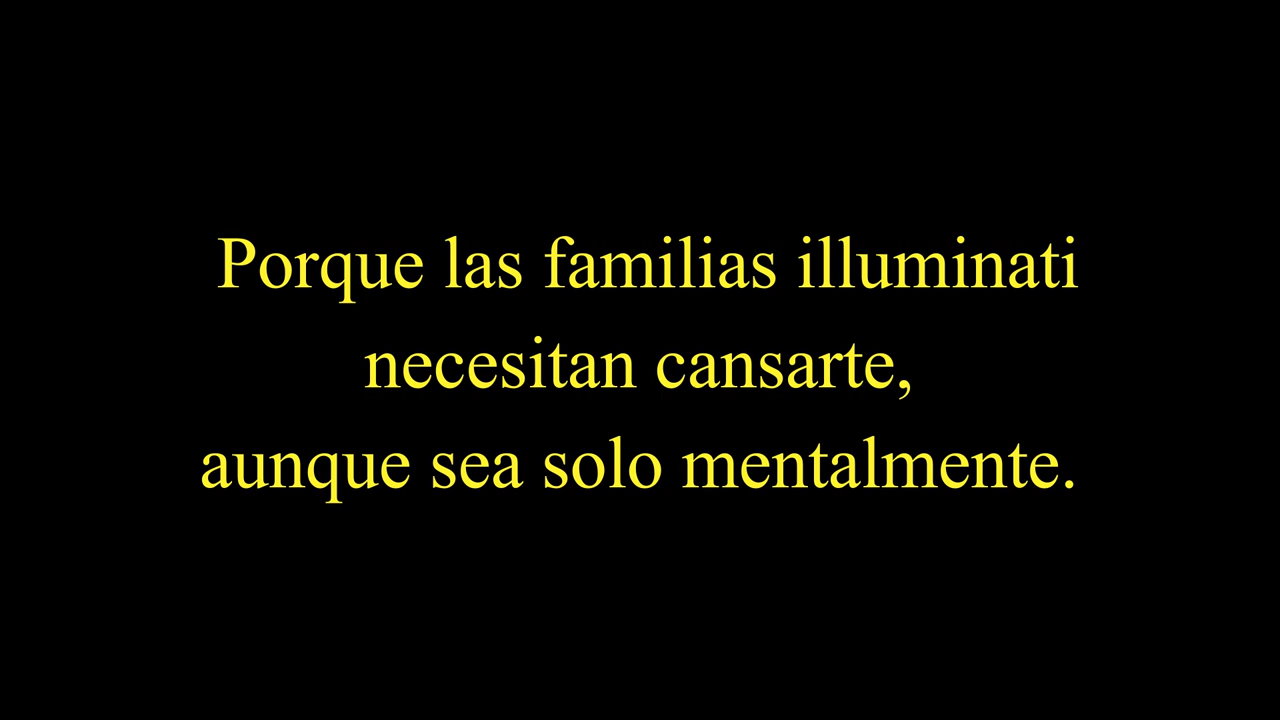 Porque las familias illuminati
necesitan cansarte,
aunque sea solo mentalmente.